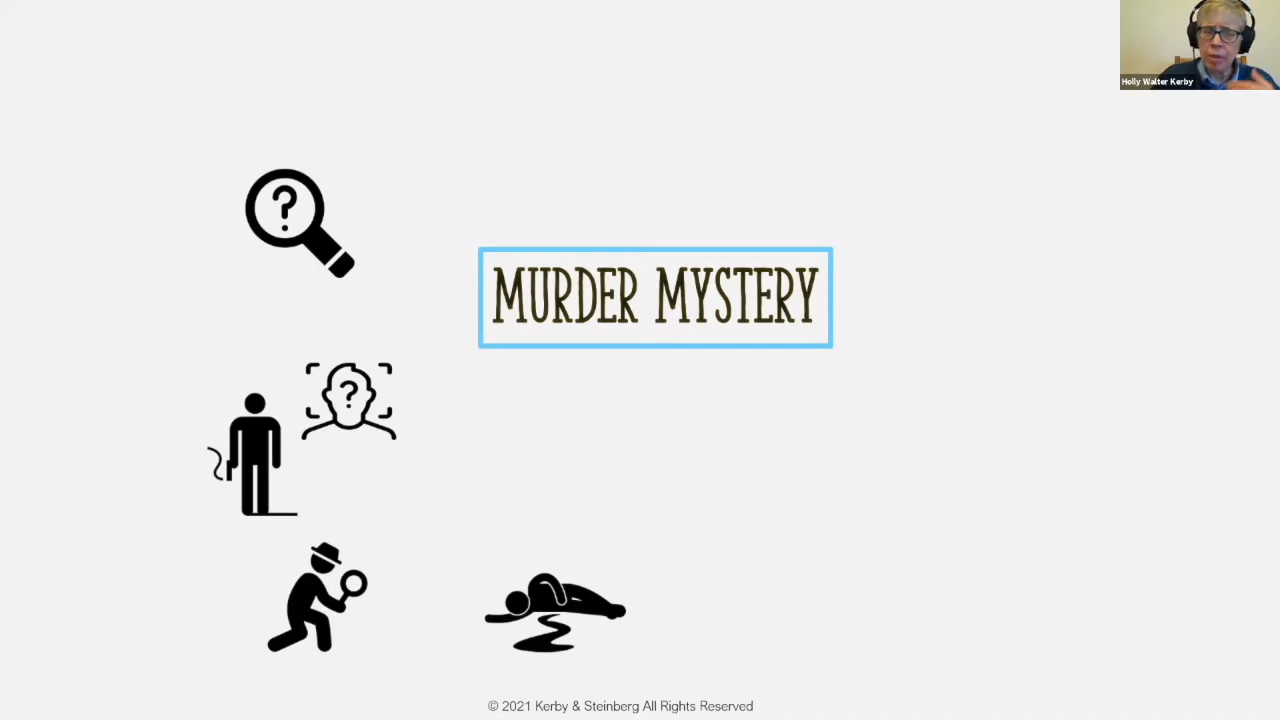 Holly Walter Kerby
?
MURDER MYSTERY
?
© 2021 Kerby & Steinberg All Rights Reserved